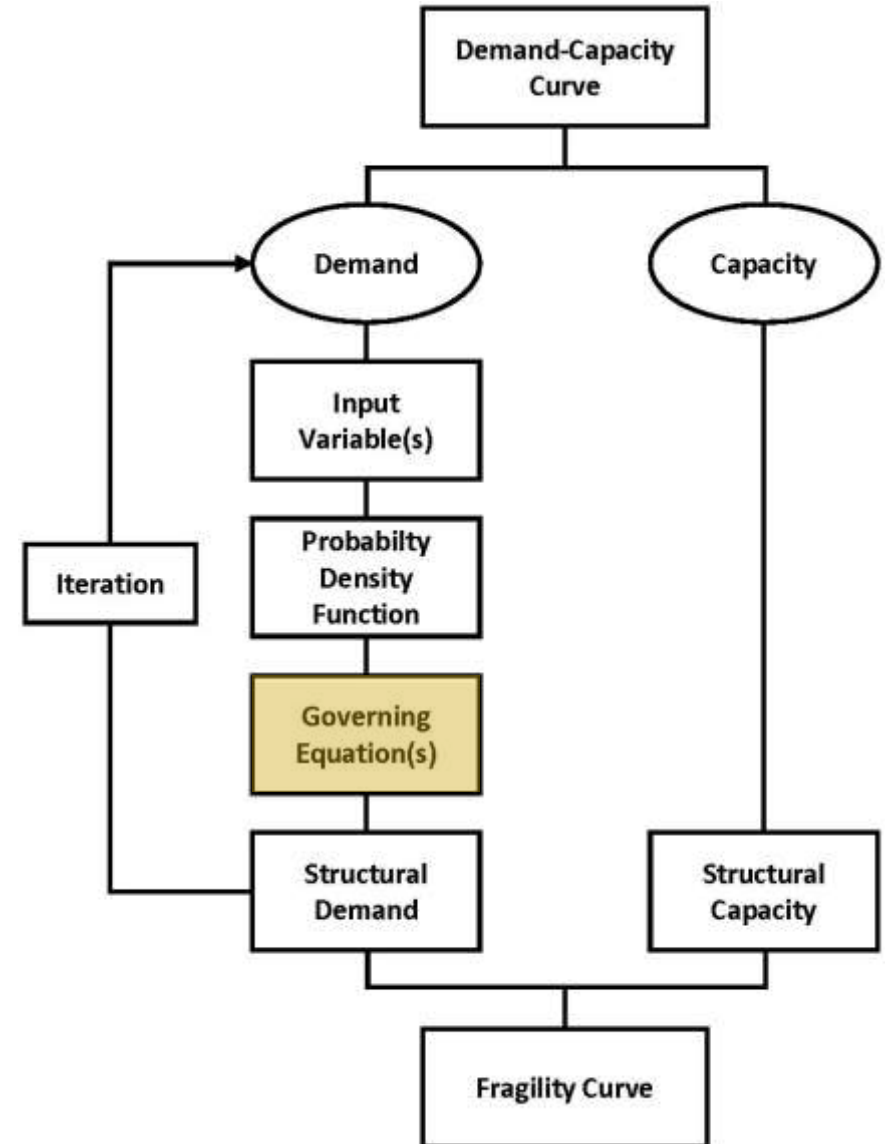 Demand-Capacity
Curve
Demand
Capacity
Input
Variable(s)
Probabilty
Density
Function
Iteration
Governing
Equation(s)
Structural
Demand
Structural
Capacity
Fragility Curve